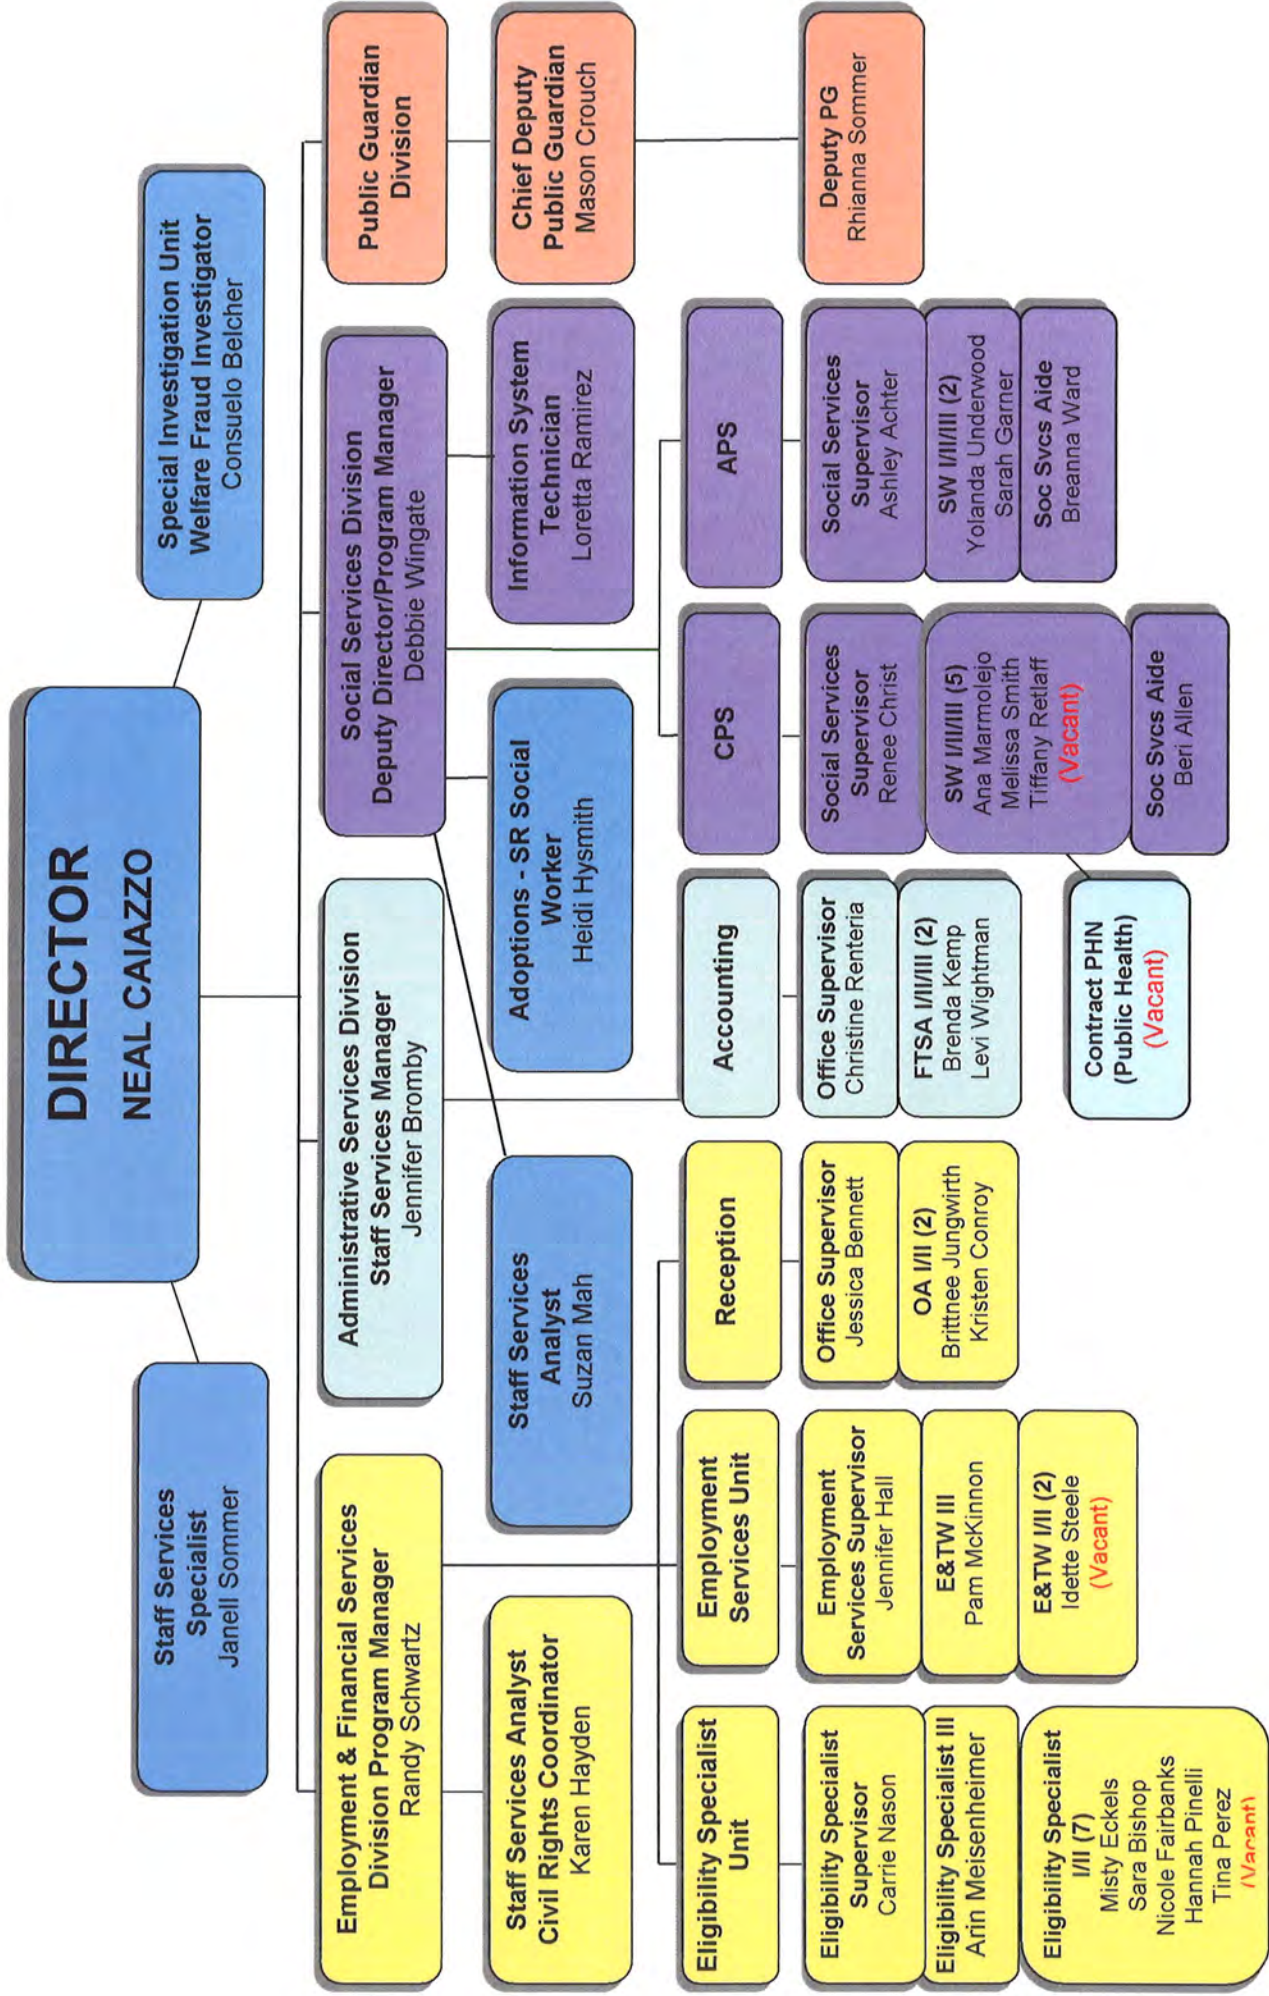 DIRECTOR
NEAL CAIAZZO
Staff Services
Specialist
Janell Sommer
Special Investigation Unit
Welfare Fraud Investigator
Consuelo Belcher
Employment & Financial Services
Division Program Manager
Randy Schwartz
Administrative Services Division
Staff Services Manager
Jennifer Bromby
Social Services Division
Deputy Director/Program Manager
Debbie Wingate
Public Guardian
Division
Staff Services Analyst
Civil Rights Coordinator
Karen Hayden
Staff Services
Analyst
Suzan Mah
Adoptions - SR Social
Worker
Heidi Hysmith
Information System
Technician
Loretta Ramirez
Chief Deputy
Public Guardian
Mason Crouch
Eligibility Specialist
Unit
Employment
Services Unit
Reception
Accounting
CPS
APS
Eligibility Specialist
Supervisor
Carrie Nason
Eligibility Specialist III
Arin Meisenheimer
Eligibility Specialist
I/II (7)
Misty Eckels
Sara Bishop
Nicole Fairbanks
Hannah Pinelli
Tina Perez
(Vacant)
Employment
Services Supervisor
Jennifer Hall
E&TW III
Pam McKinnon
E&TW I/II (2)
Idette Steele
(Vacant)
Office Supervisor
Jessica Bennett
OA I/II (2)
Brittnee Jungwirth
Kristen Conroy
Office Supervisor
Christine Renteria
FTSA I/II/III (2)
Brenda Kemp
Levi Wightman
Contract PHN
(Public Health)
(Vacant)
Social Services
Supervisor
Renee Christ
SW I/II/III (5)
Ana Marmolejo
Melissa Smith
Tiffany Retlaff
(Vacant)
Soc Svcs Aide
Beri Allen
Social Services
Supervisor
Ashley Achter
SW I/II/III (2)
Yolanda Underwood
Sarah Garner
Soc Svcs Aide
Breanna Ward
Deputy PG
Rhianna Sommer